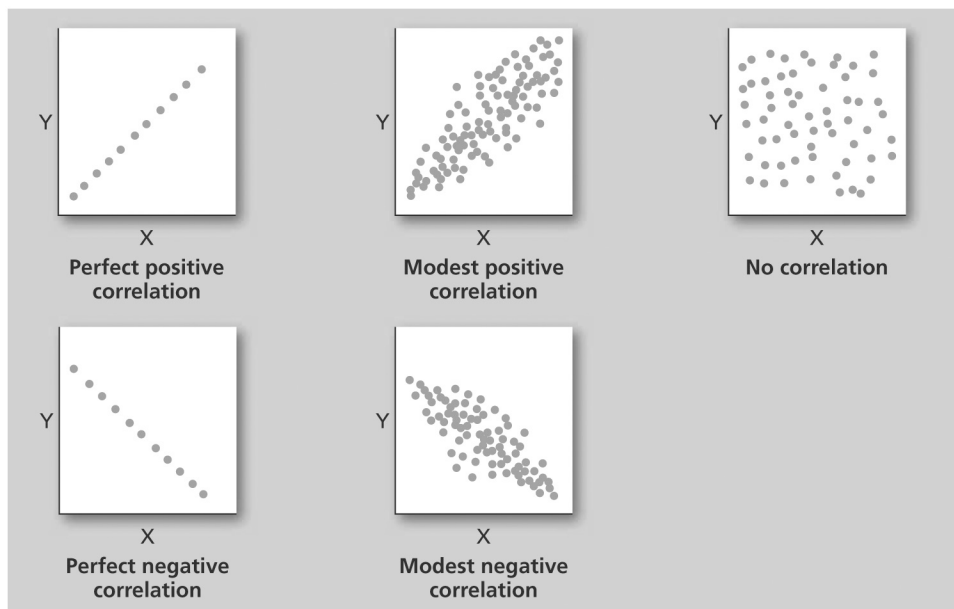 Y
X
Perfect positive
correlation
Y
X
Modest positive
correlation
Y
X
No correlation
Y
X
Perfect negative
correlation
Y
X
Modest negative
correlation